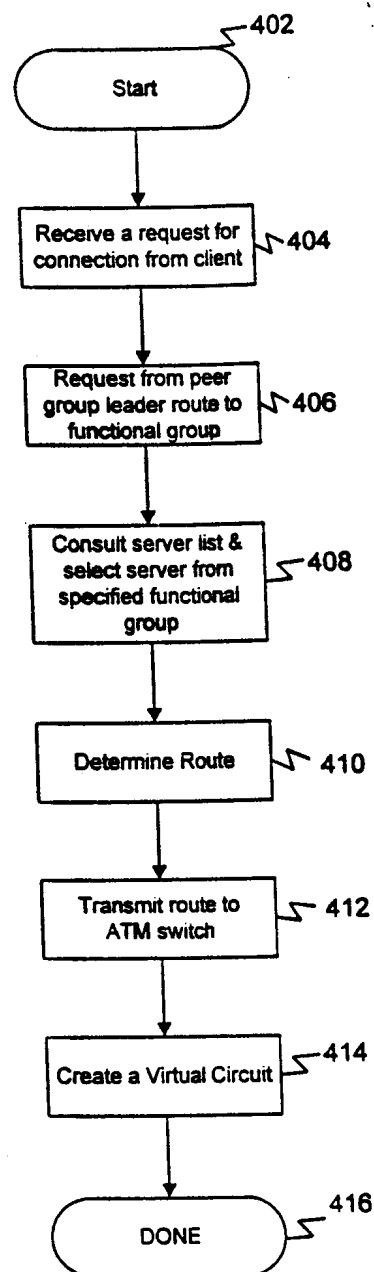 402
Start
Receive a request for
connection from client
404
Request from peer
group leader route to
functional group
406
Consult server list &
select server from
specified functional
group
408
Determine Route
410
Transmit route to
ATM switch
412
Create a Virtual Circuit
414
DONE
416